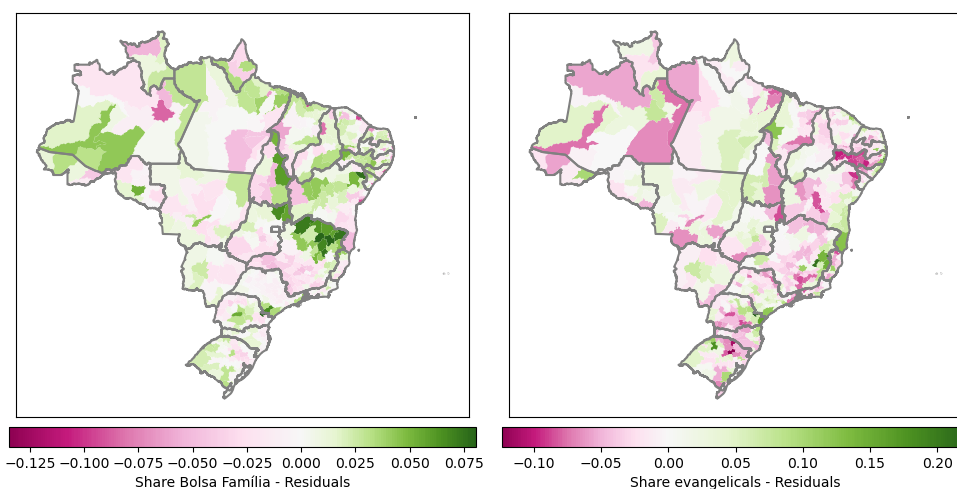 −0.125 −0.100 −0.075 −0.050 −0.025 0.000 0.025 0.050 0.075
Share Bolsa Família - Residuals
−0.10 −0.05 0.00 0.05 0.10 0.15 0.20
Share evangelicals - Residuals